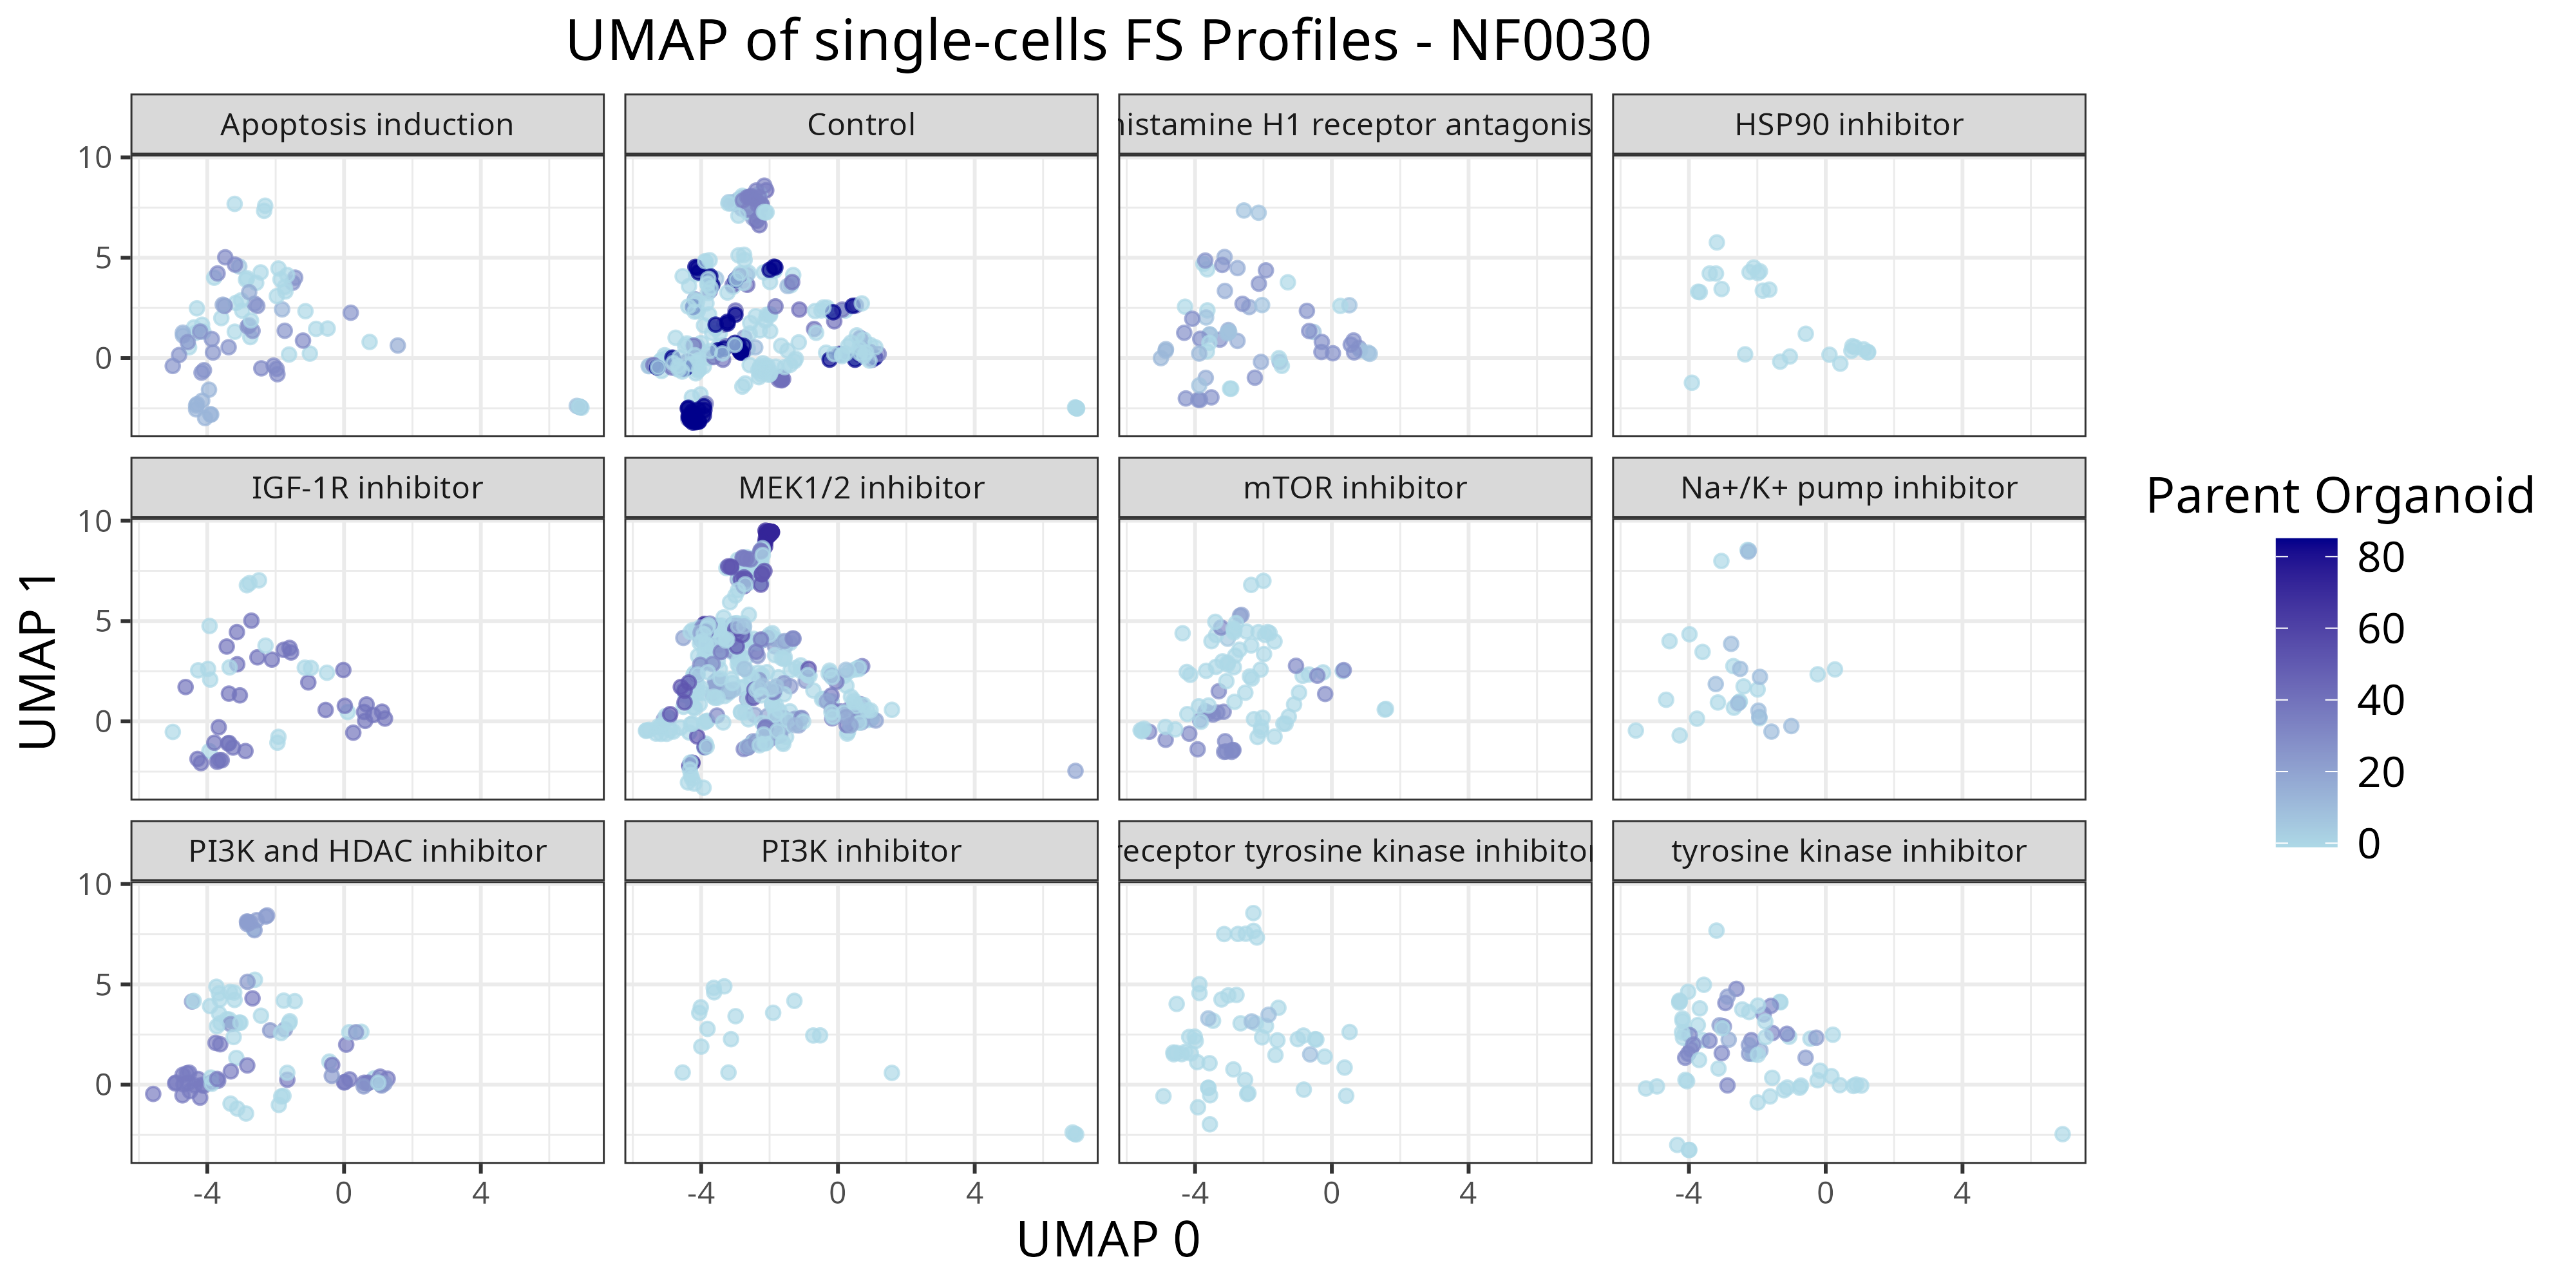 UMAP of single-cells FS Profiles - NF0030
Apoptosis induction
Control
histamine H1 receptor antagonis
HSP90 inhibitor
10
5
0
IGF-1R inhibitor
MEK1/2 inhibitor
mTOR inhibitor
Na+/K+ pump inhibitor
10
5
0
PI3K and HDAC inhibitor
PI3K inhibitor
receptor tyrosine kinase inhibitor
tyrosine kinase inhibitor
10
5
0
-4 0 4
-4 0 4
-4 0 4
-4 0 4
UMAP 0
UMAP 1
Parent Organoid
80
60
40
20
0